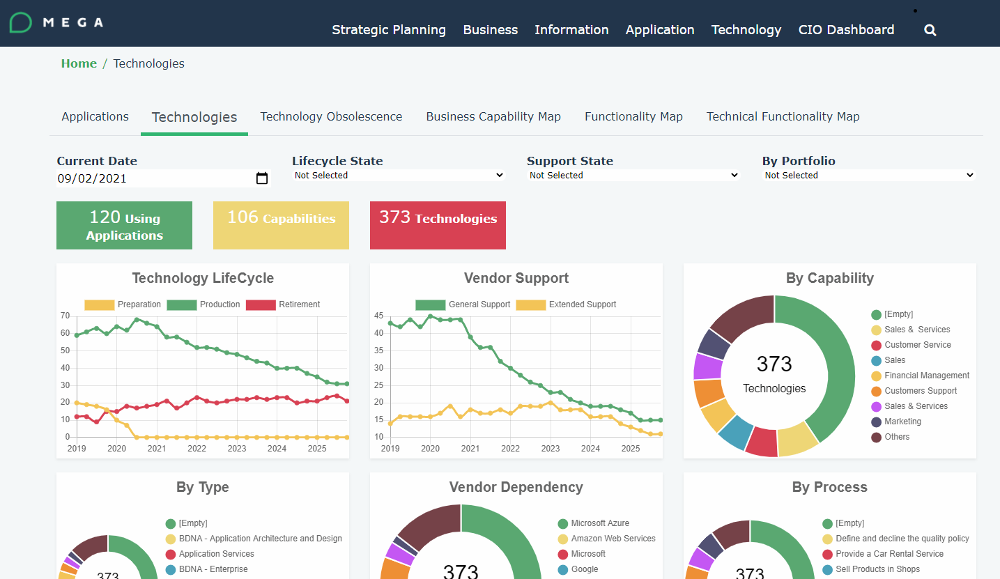 MEGA
Strategic Planning Business Information Application Technology CIO Dashboard
Home / Technologies
Applications Technologies Technology Obsolescence Business Capability Map Functionality Map Technical Functionality Map
Current Date Lifecycle State Support State By Portfolio
09/02/2021 Not Selected Not Selected Not Selected
120 Using
Applications
106 Capabilities
373 Technologies
Technology LifeCycle
Preparation Production Retirement
70
60
50
40
30
20
10
0
2019 2020 2021 2022 2023 2024 2025
Vendor Support
General Support Extended Support
45
40
35
30
25
20
15
10
2019 2020 2021 2022 2023 2024 2025
By Capability
373
Technologies
[Empty]
Sales &  Services
Customer Service
Sales
Financial Management
Customers Support
Sales & Services
Marketing
Others
By Type
373
[Empty]
BDNA - Application Architecture and Design
Application Services
BDNA - Enterprise
Vendor Dependency
373
Microsoft Azure
Amazon Web Services
Microsoft
Google
By Process
373
[Empty]
Define and decline the quality policy
Provide a Car Rental Service
Sell Products in Shops